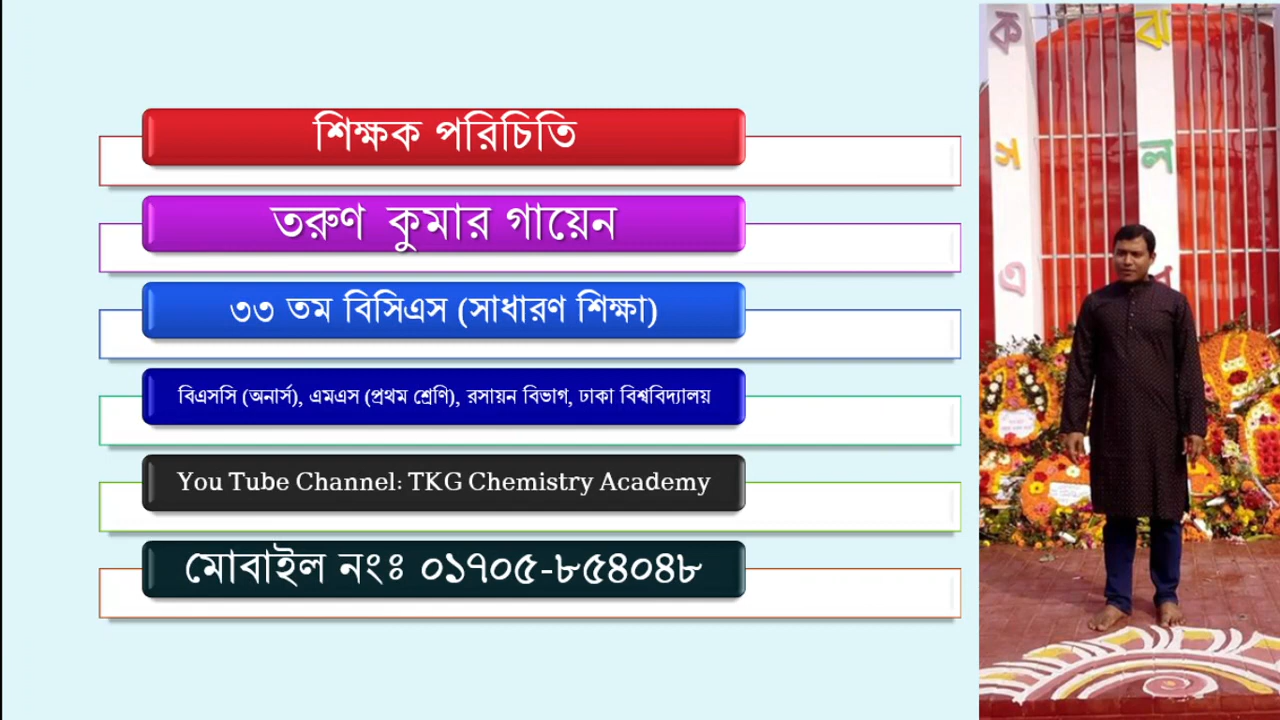 শিক্ষক পরিচিতি
তরুণ কুমার গায়েন
৩৩ তম বিসিএস (সাধারণ শিক্ষা)
বিএসসি (অনার্স), এমএস (প্রথম শ্রেণি), রসায়ন বিভাগ, ঢাকা বিশ্ববিদ্যালয়
You Tube Channel: TKG Chemistry Academy
মোবাইল নংঃ ০১৭০৫-৮৫৪০৪৮
ক ঝ
স ল
এ